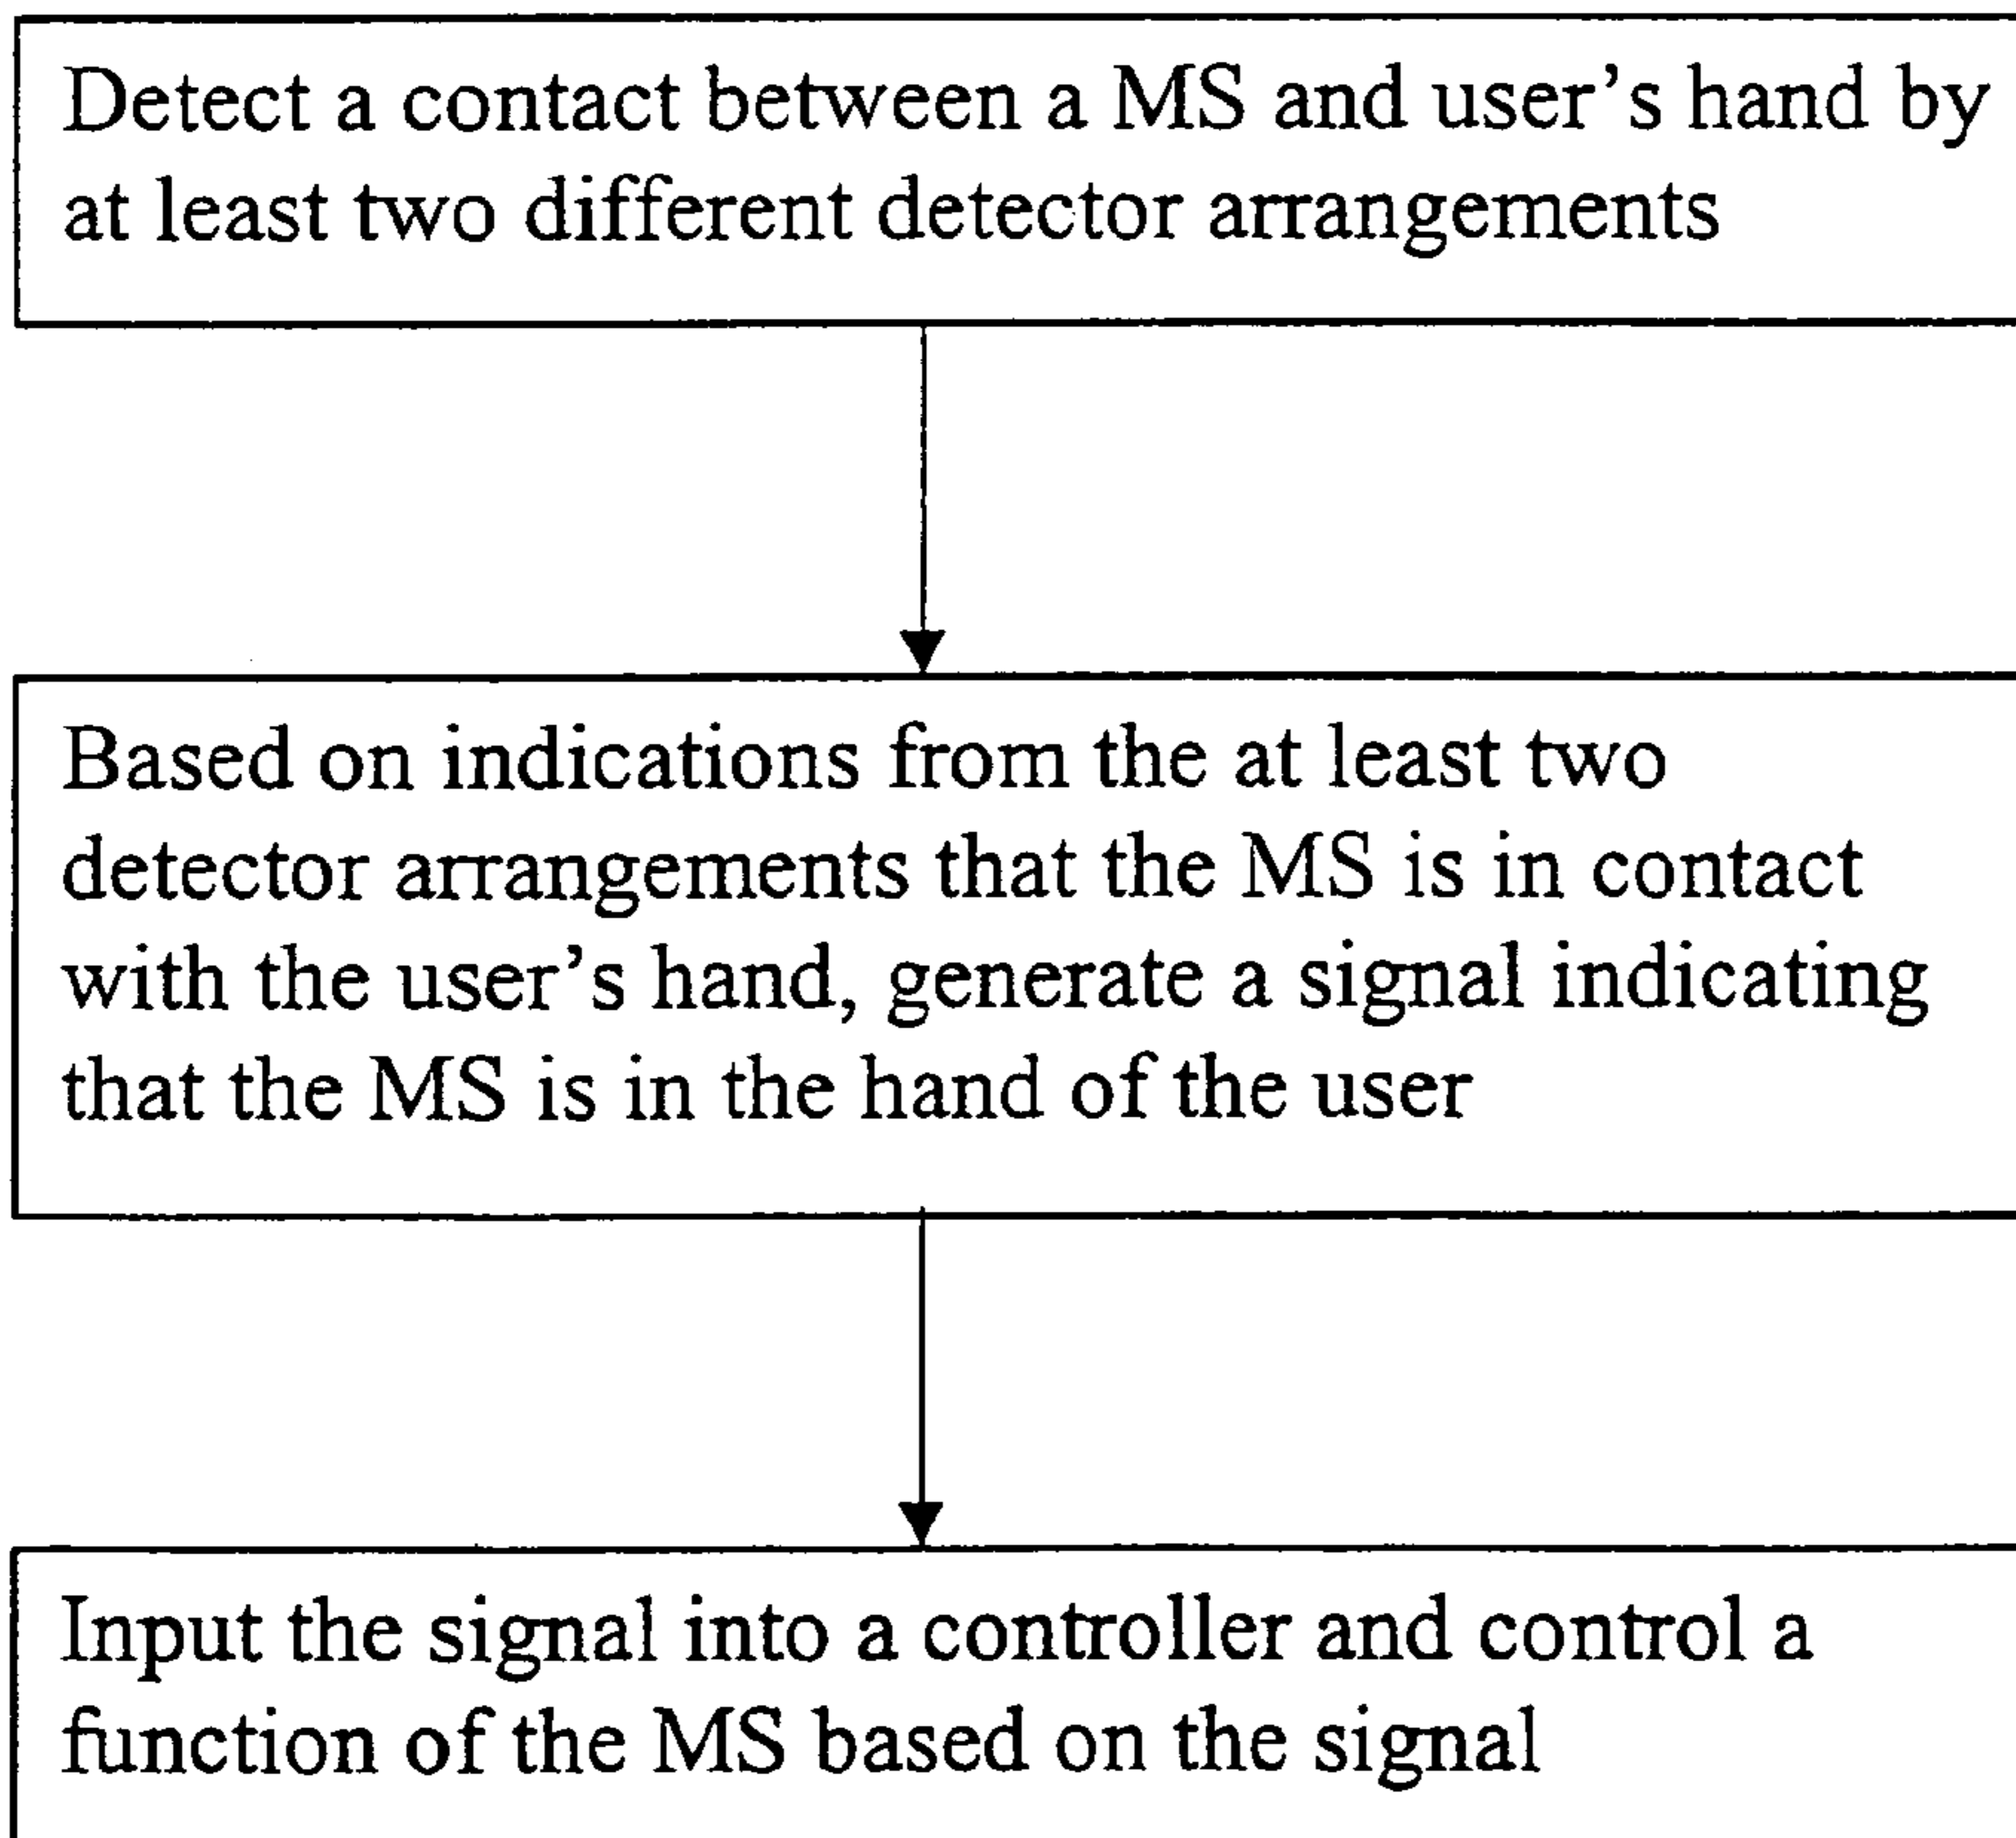 Detect a contact between a MS and user’s hand by
at least two different detector arrangements
Based on indications from the at least two
detector arrangements that the MS is in contact
with the user’s hand, generate a signal indicating
that the MS is in the hand of the user
Input the signal into a controller and control a
function of the MS based on the signal